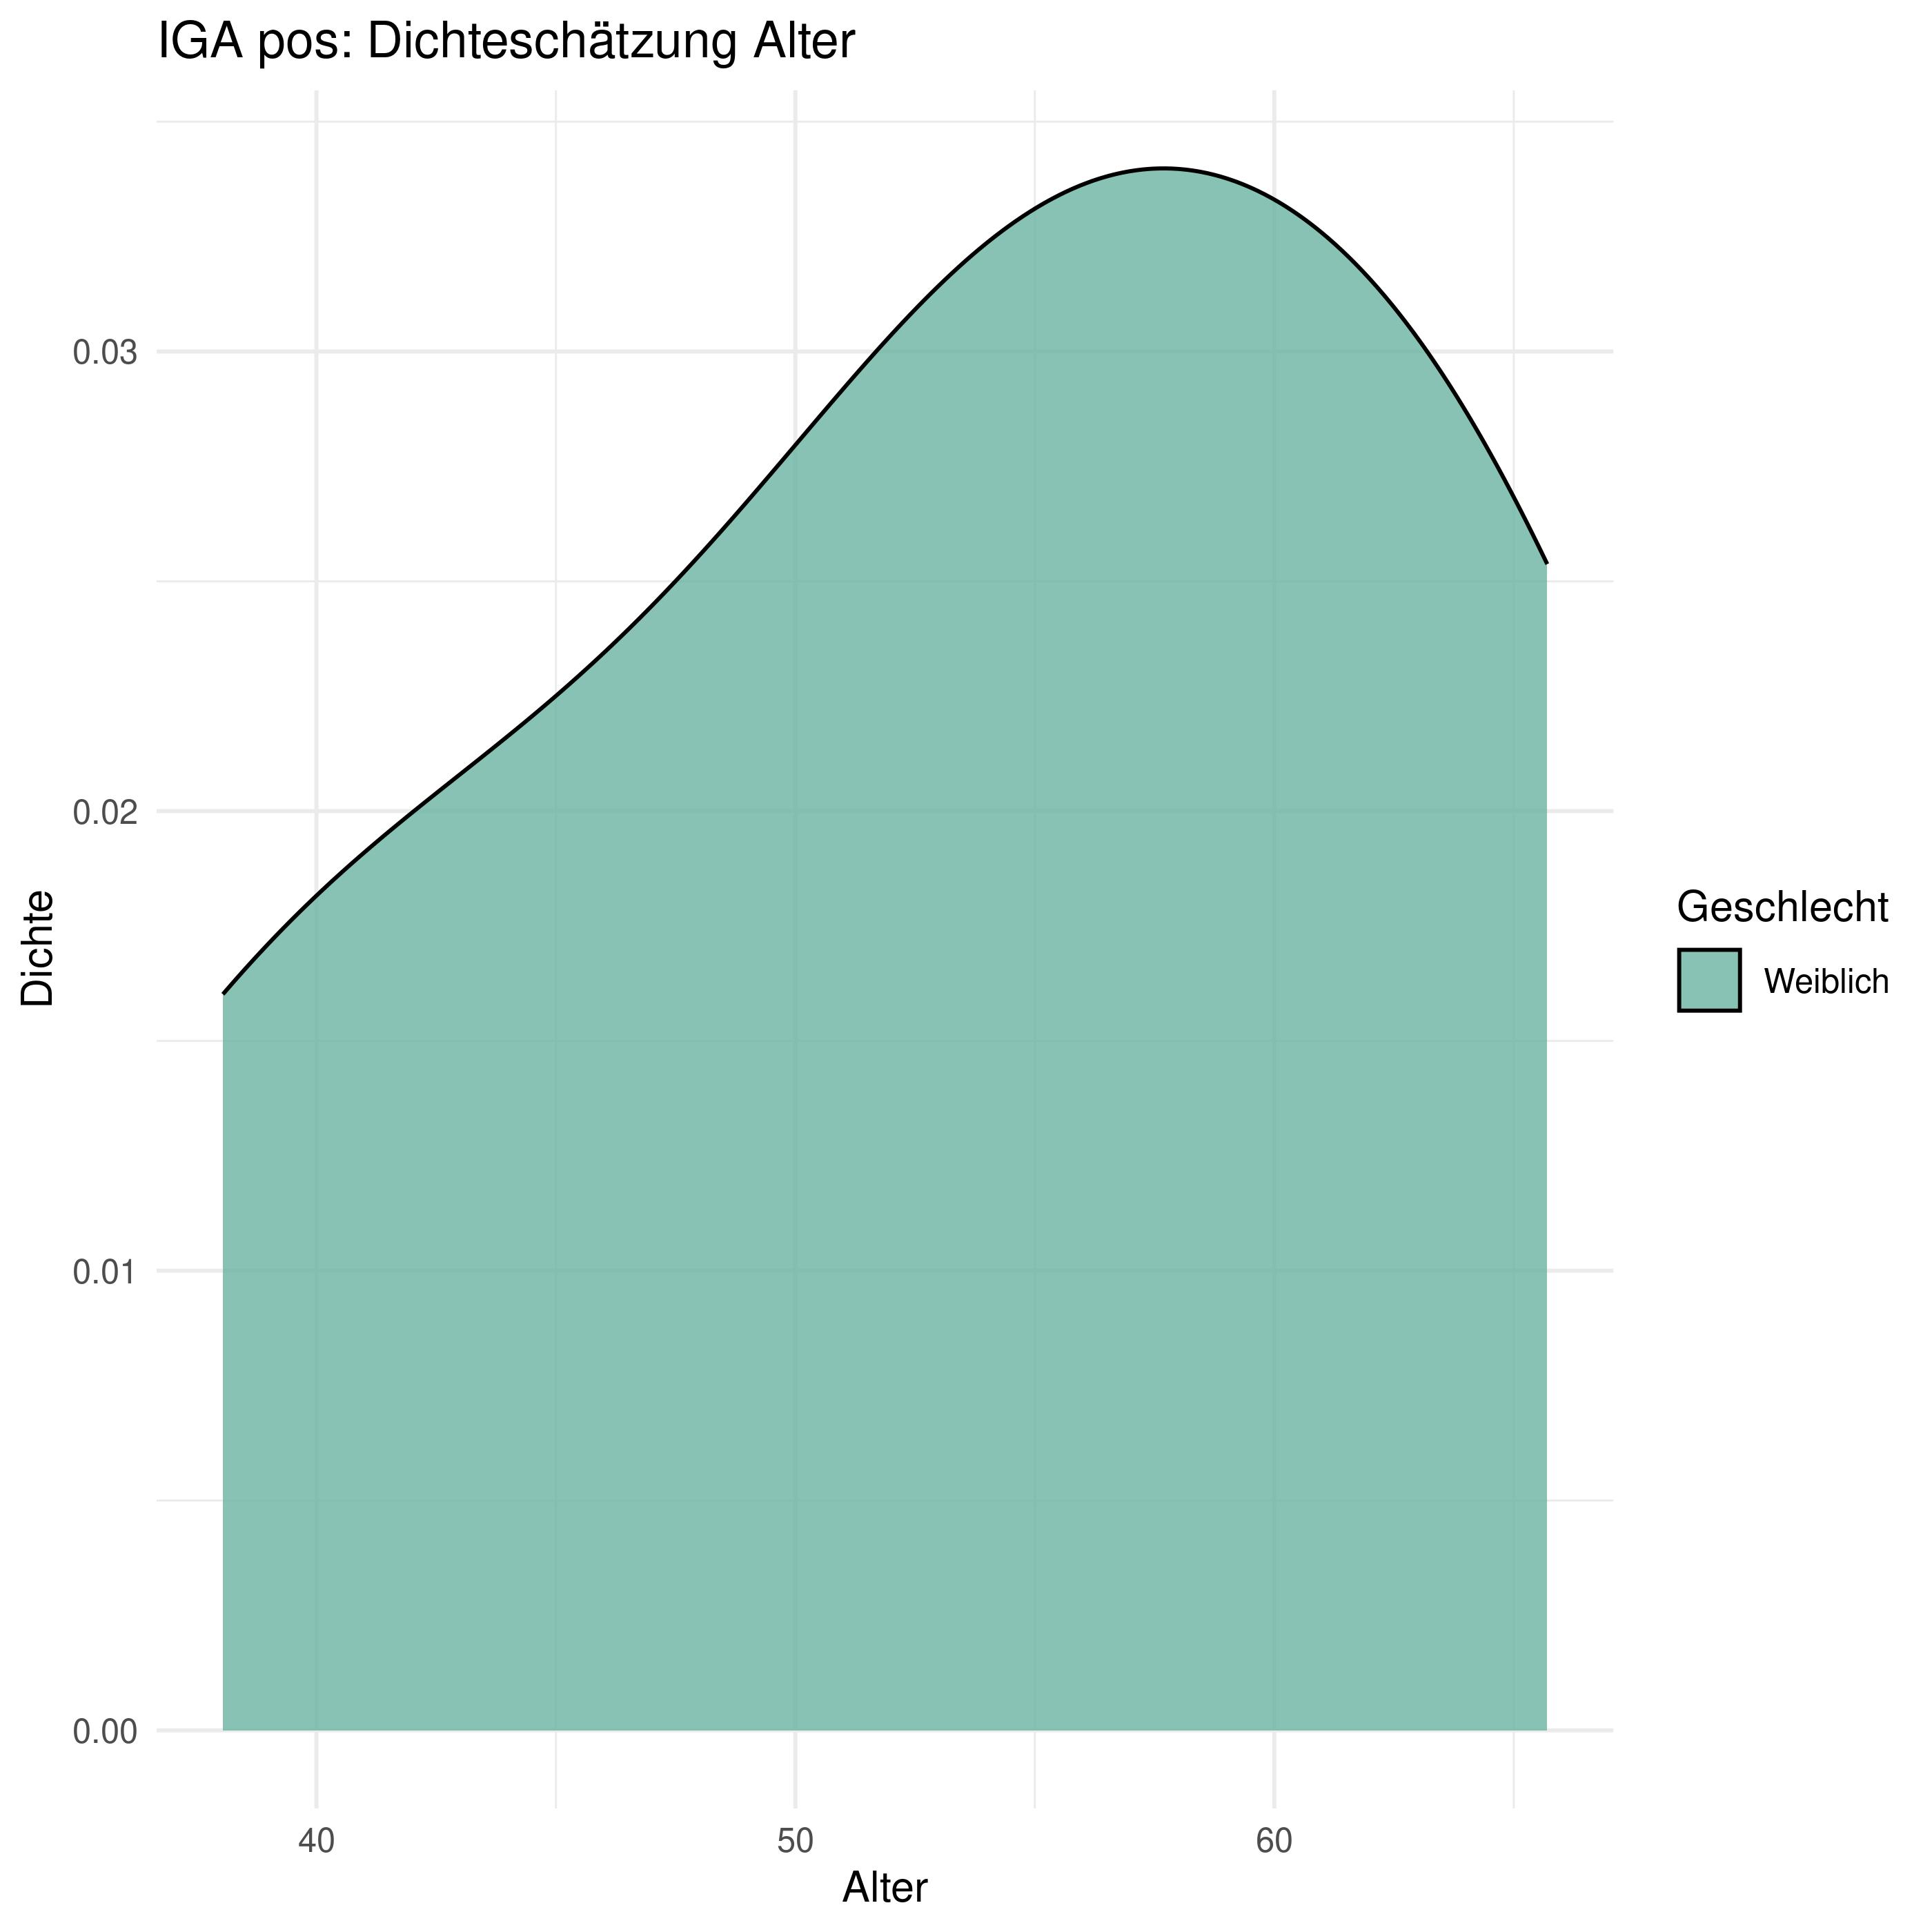 IGA pos: Dichteschätzung Alter
0.03
0.02
0.01
0.00
Dichte
40 50 60
Alter
Geschlecht
Weiblich